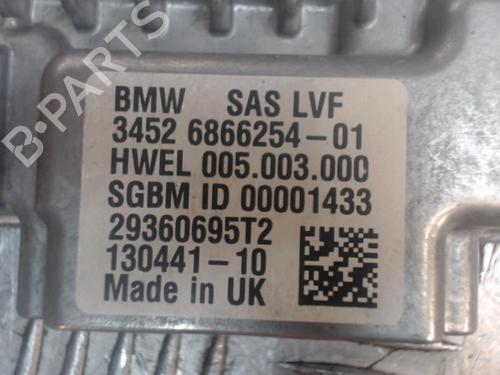 B-PARTS
BMW SAS LVF
3452 6866254-01
HWEL 005.003.000
SGBM ID 00001433
29360695T2
130441-10
Made in UK